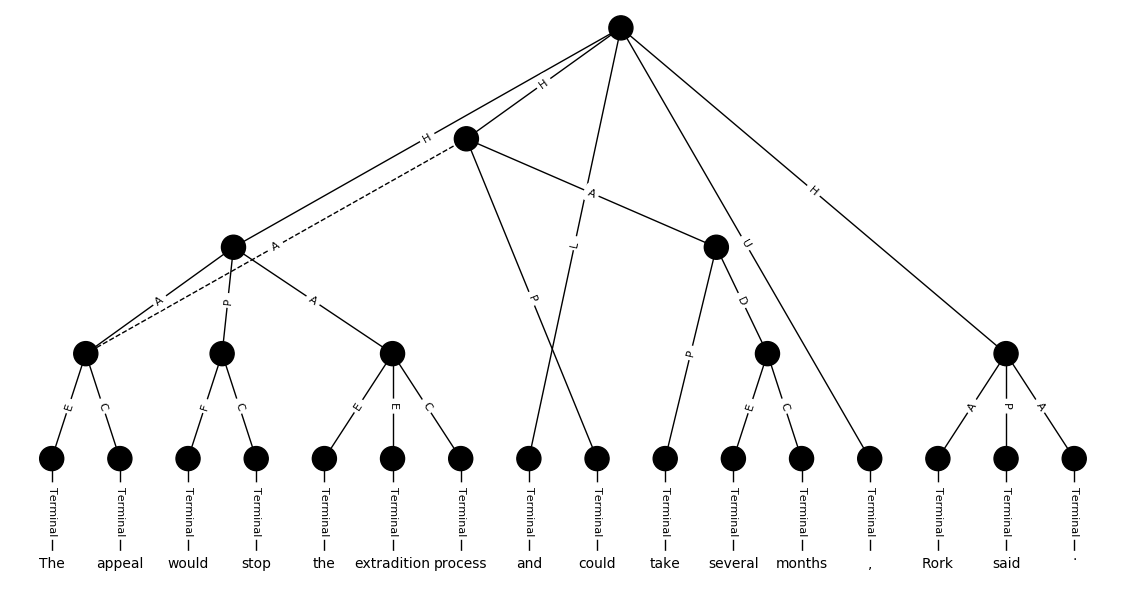 H
H
H
A
L
A
U
H
A
P
A
P
P
D
E
C
F
C
E
E
C
E
C
A
P
A
Terminal Terminal Terminal Terminal Terminal Terminal Terminal Terminal Terminal Terminal Terminal Terminal Terminal Terminal Terminal Terminal
The appeal would stop the extradition process and could take several months , Rork said .